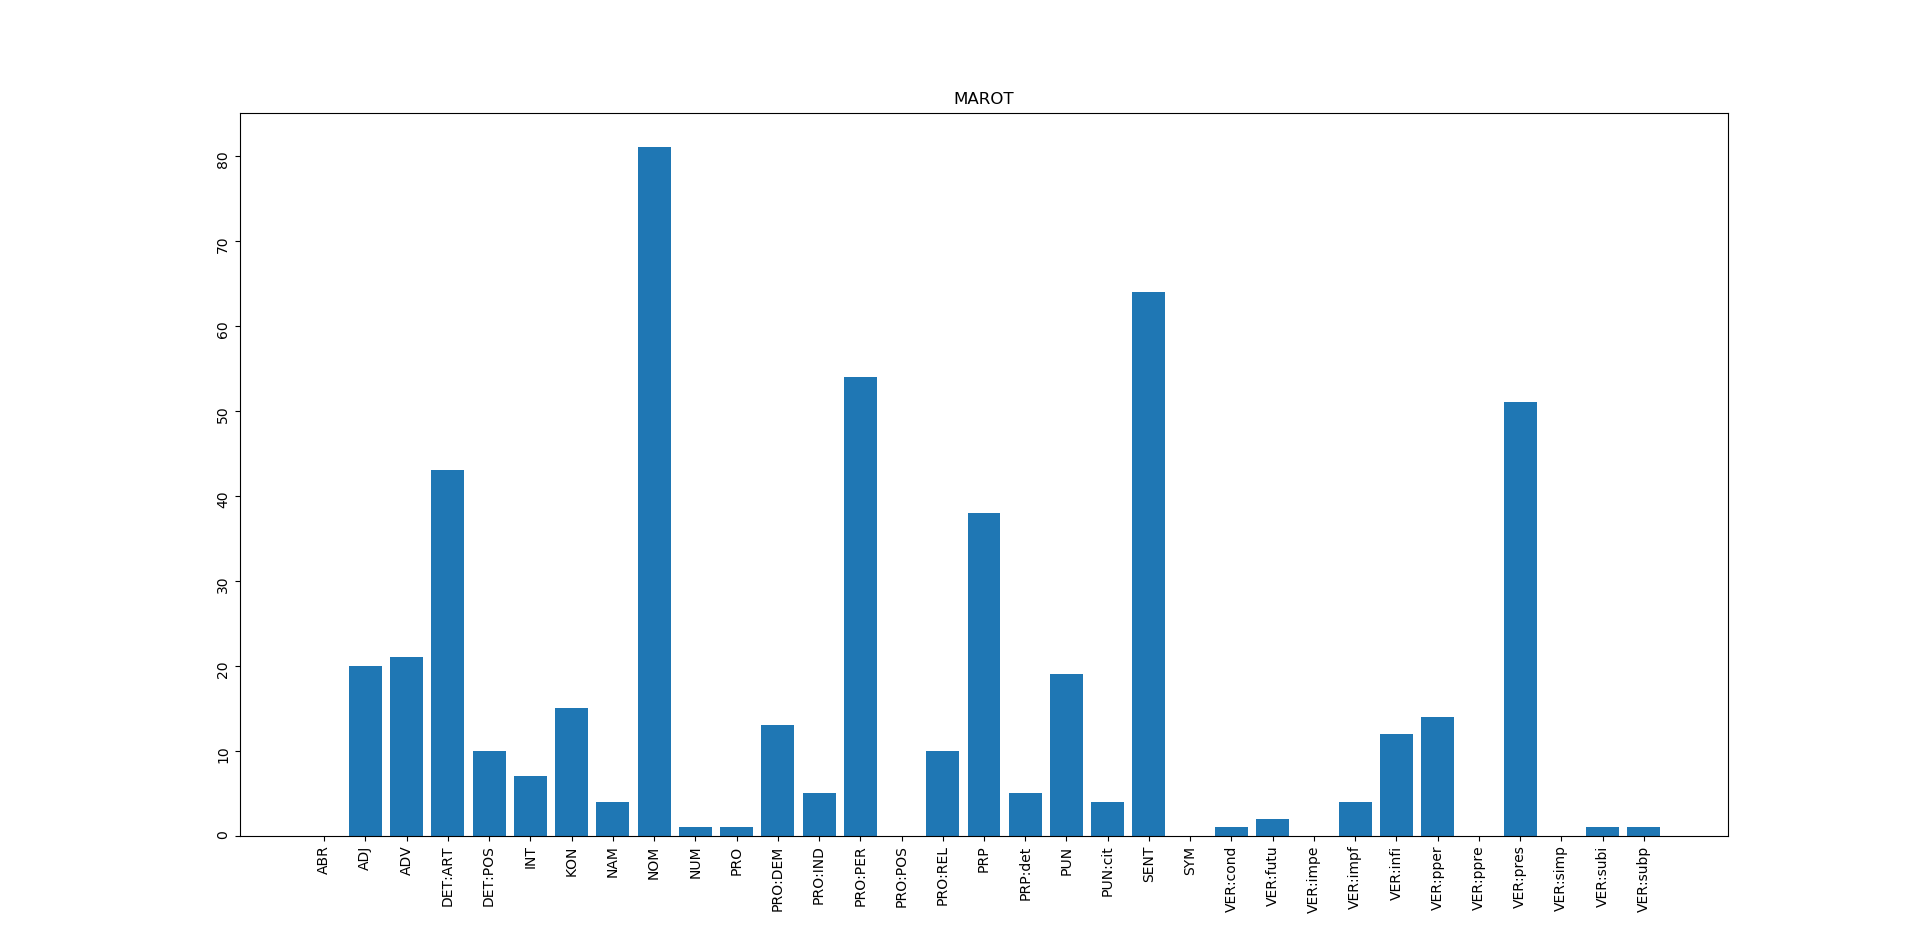 MAROT
80
70
60
50
40
30
20
10
0
ABR
ADJ
ADV
DET:ART
DET:POS
INT
KON
NAM
NOM
NUM
PRO
PRO:DEM
PRO:IND
PRO:PER
PRO:POS
PRO:REL
PRP
PRP:det
PUN
PUN:cit
SENT
SYM
VER:cond
VER:futu
VER:impe
VER:impf
VER:infi
VER:pper
VER:ppre
VER:pres
VER:simp
VER:subi
VER:subp